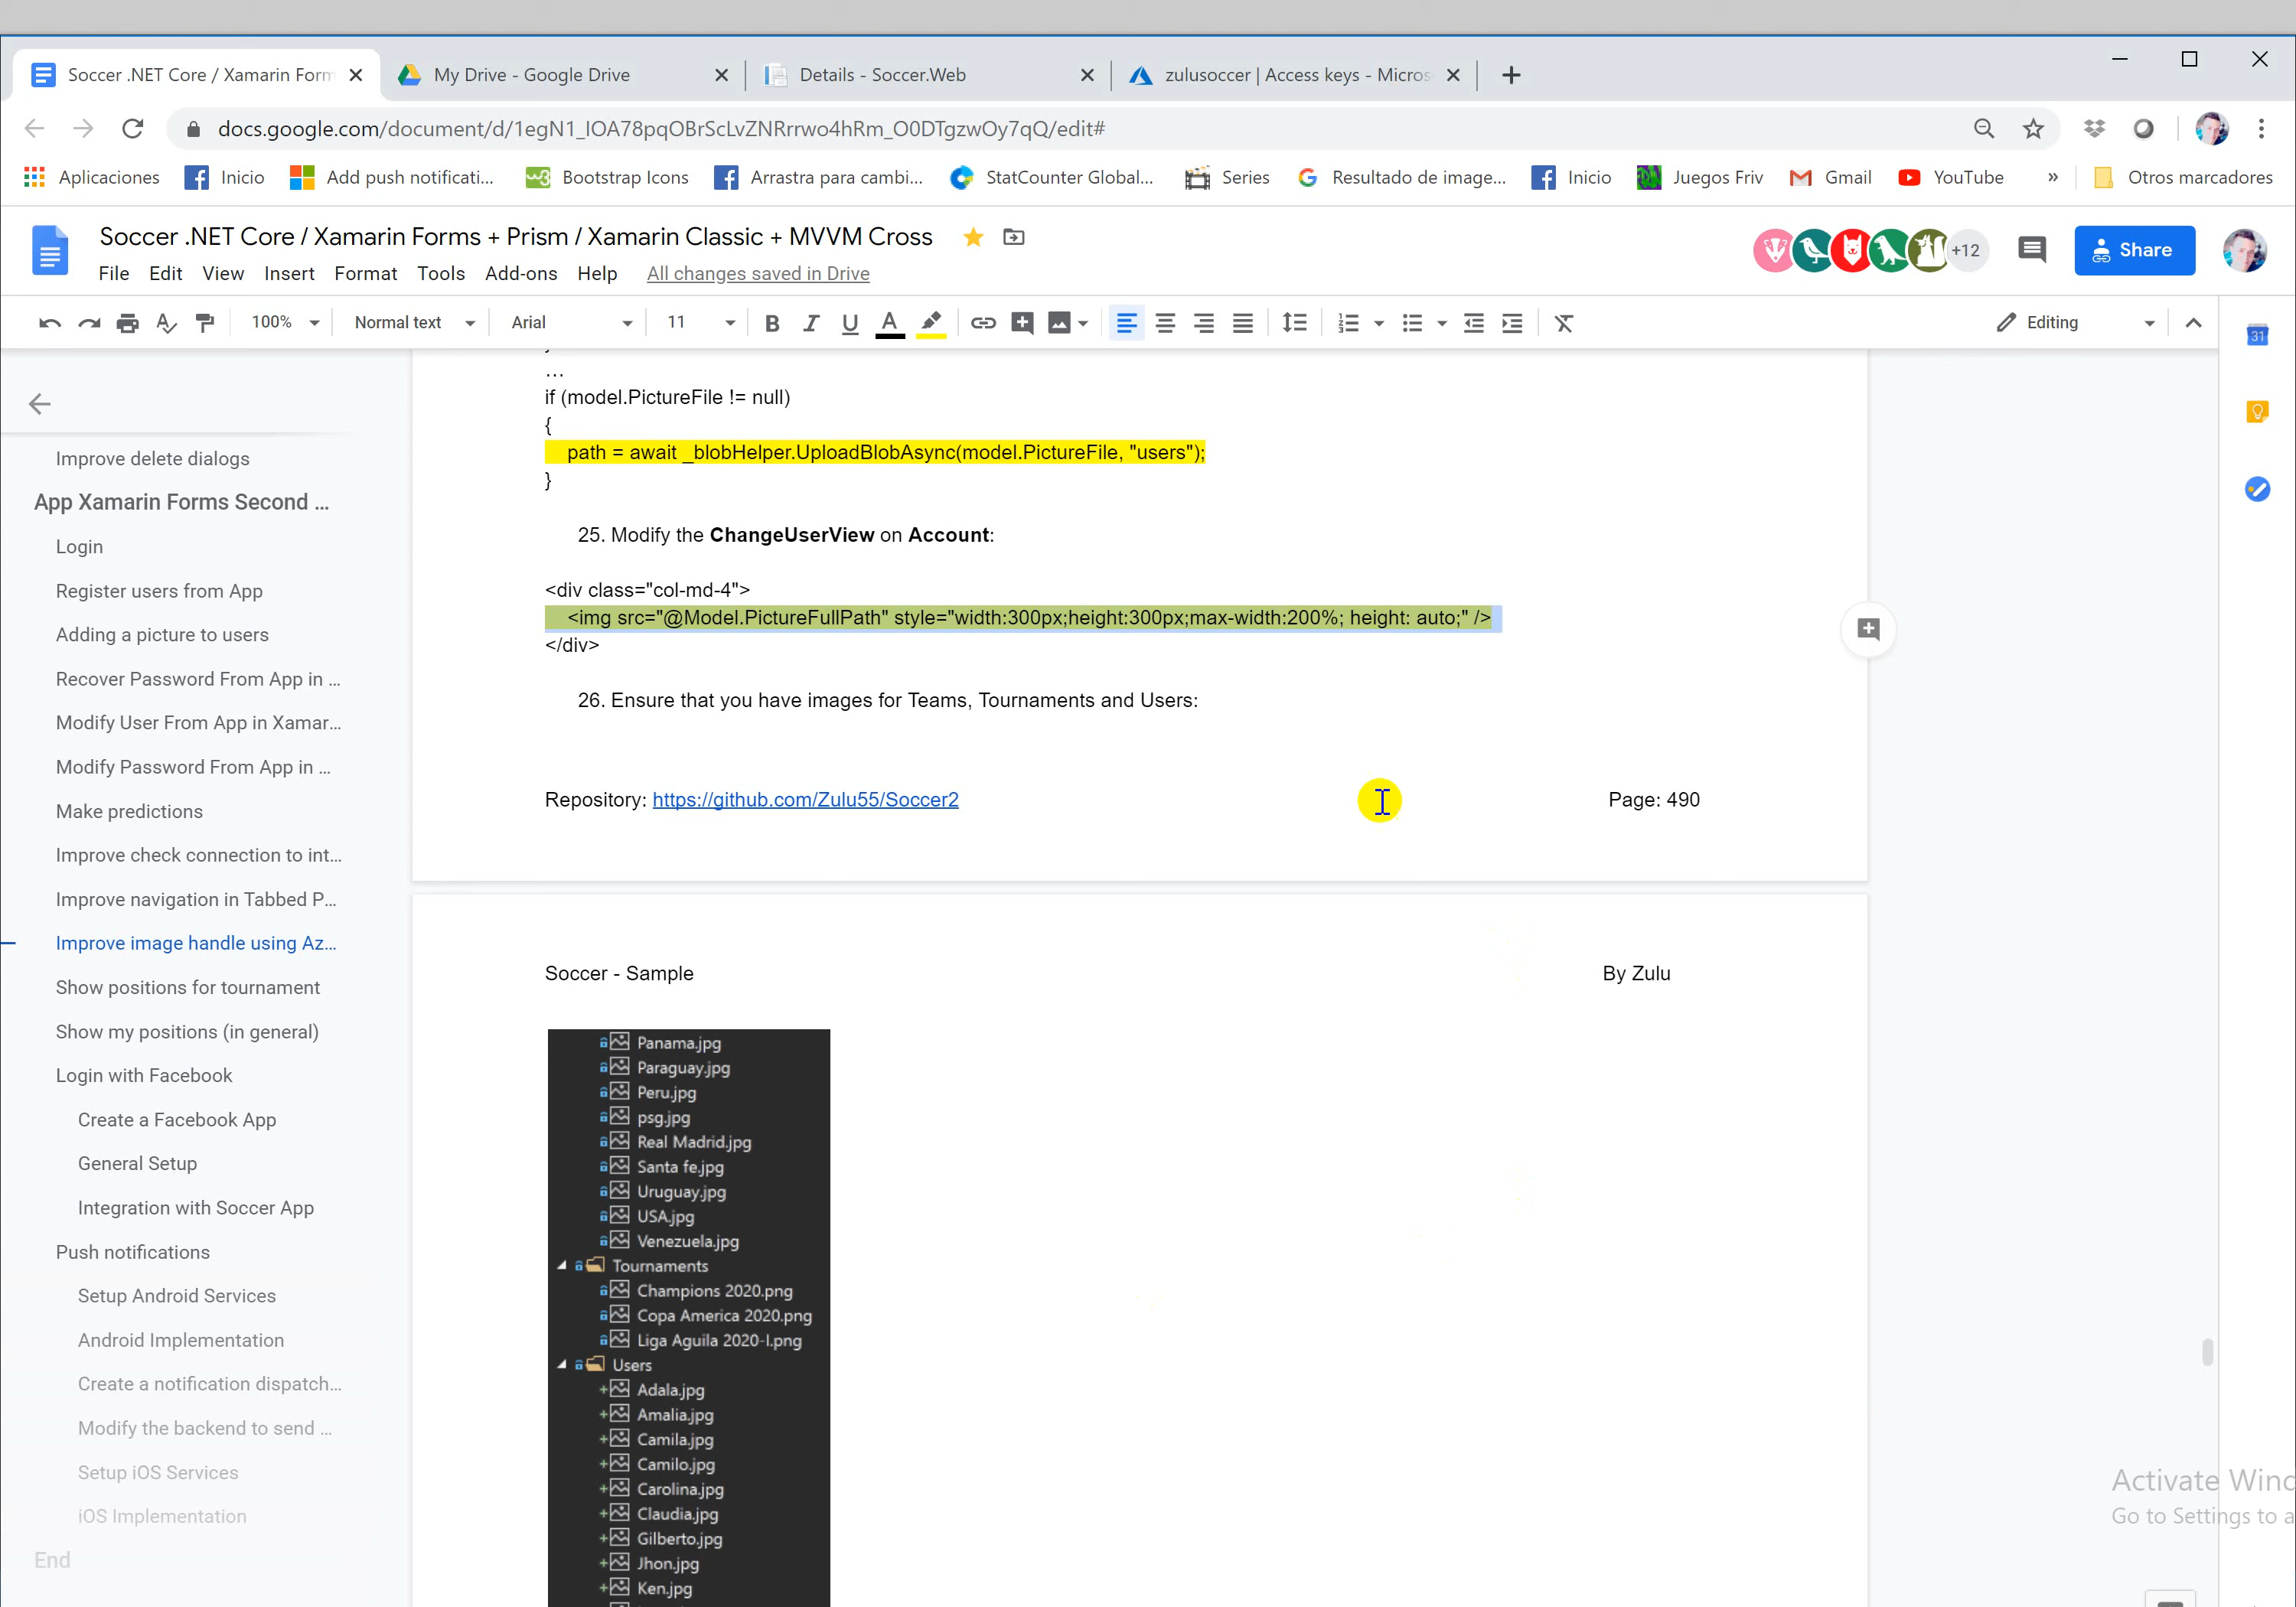 Soccer .NET Core / Xamarin Form
My Drive - Google Drive
Details - Soccer.Web
zulusoccer | Access keys - Micros
docs.google.com/document/d/1egN1_IOA78pqOBrScLvZNRrrwo4hRm_O0DTgzwOy7qQ/edit#
Aplicaciones
Inicio
Add push notificati...
Bootstrap Icons
Arrastra para cambi...
StatCounter Global...
Series
Resultado de image...
Inicio
Juegos Friv
Gmail
YouTube
»
Otros marcadores
Soccer .NET Core / Xamarin Forms + Prism / Xamarin Classic + MVVM Cross
+12
Share
File Edit View Insert Format Tools Add-ons Help All changes saved in Drive
100% Normal text Arial 11 B I U A Editing
31
Improve delete dialogs
App Xamarin Forms Second ...
Login
Register users from App
Adding a picture to users
Recover Password From App in ...
Modify User From App in Xamar...
Modify Password From App in ...
Make predictions
Improve check connection to int...
Improve navigation in Tabbed P...
Improve image handle using Az...
Show positions for tournament
Show my positions (in general)
Login with Facebook
Create a Facebook App
General Setup
Integration with Soccer App
Push notifications
Setup Android Services
Android Implementation
Create a notification dispatch...
Modify the backend to send ...
Setup iOS Services
iOS Implementation
End
...
if (model.PictureFile != null)
{
path = await _blobHelper.UploadBlobAsync(model.PictureFile, "users");
}
25. Modify the ChangeUserView on Account:
<div class="col-md-4">
<img src="@Model.PictureFullPath" style="width:300px;height:300px;max-width:200%; height: auto;" />
</div>
26. Ensure that you have images for Teams, Tournaments and Users:
Repository: https://github.com/Zulu55/Soccer2
Page: 490
Soccer - Sample
By Zulu
Panama.jpg
Paraguay.jpg
Peru.jpg
psg.jpg
Real Madrid.jpg
Santa fe.jpg
Uruguay.jpg
USA.jpg
Venezuela.jpg
Tournaments
Champions 2020.png
Copa America 2020.png
Liga Aguila 2020-I.png
Users
Adala.jpg
Amalia.jpg
Camila.jpg
Camilo.jpg
Carolina.jpg
Claudia.jpg
Gilberto.jpg
Jhon.jpg
Ken.jpg
Activate Winc
Go to Settings to a